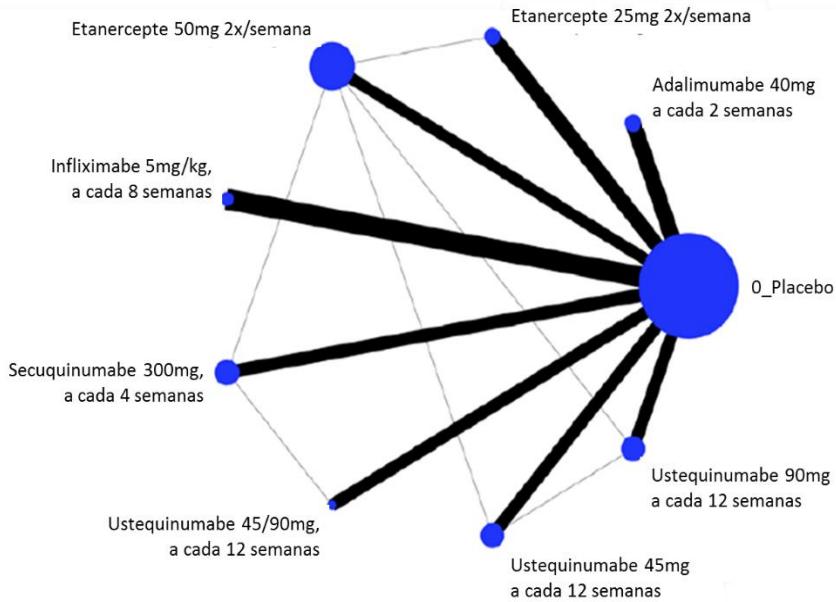 Etanercepte 25mg 2x/semana
Etanercepte 50mg 2x/semana
Adalimumabe 40mg
a cada 2 semanas
Infliximabe 5mg/kg,
a cada 8 semanas
0_Placebo
Secuquinumabe 300mg,
a cada 4 semanas
Ustequinumabe 90mg
a cada 12 semanas
Ustequinumabe 45/90mg,
a cada 12 semanas
Ustequinumabe 45mg
a cada 12 semanas